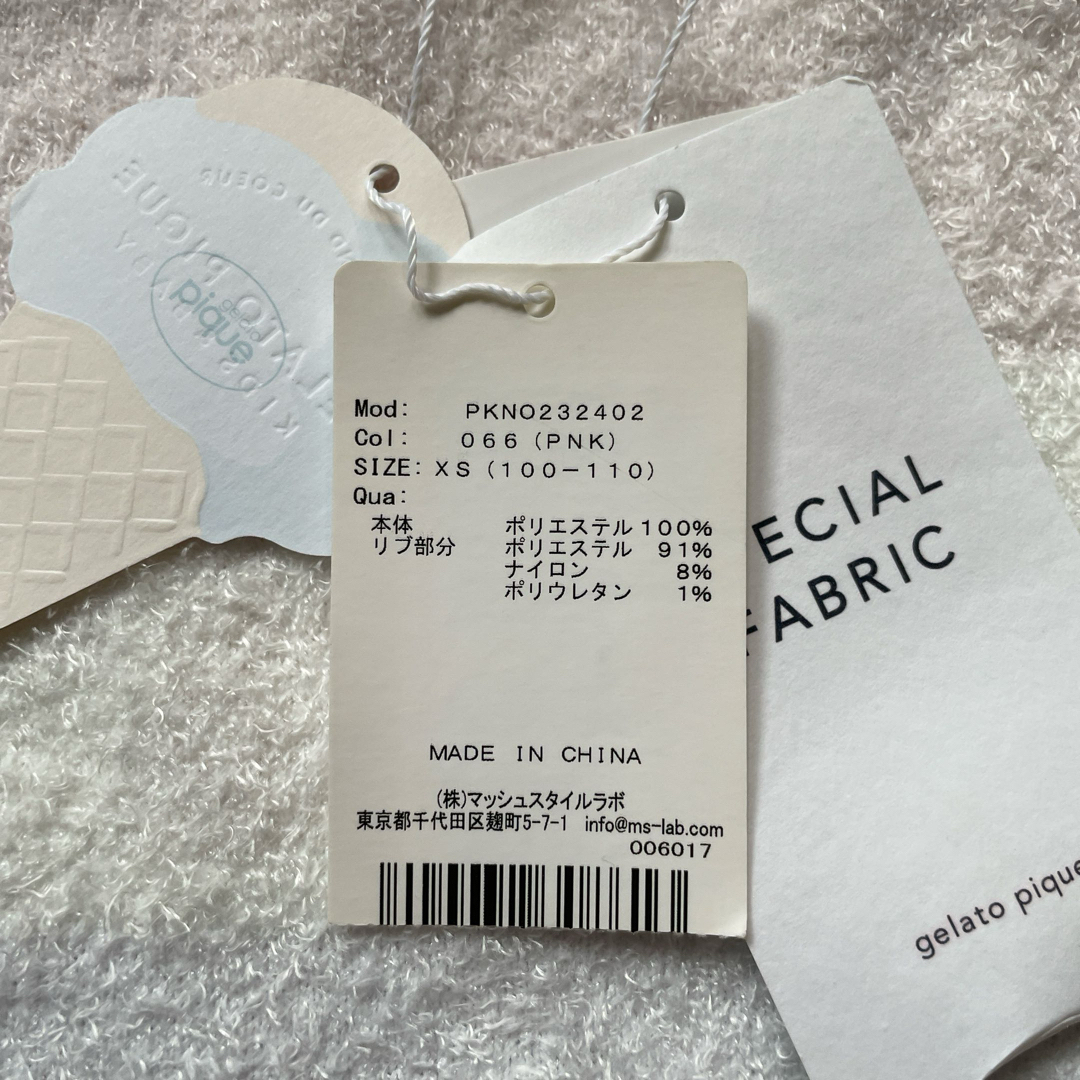 Mod: PKNO232402
Col: 066(PNK)
SIZE:XS(100-110)
Qua:
本体 ポリエステル100%
リブ部分 ポリエステル 91%
ナイロン 8%
ポリウレタン 1%
MADE IN CHINA
(株)マッシュスタイルラボ
東京都千代田区麹町5-7-1 info@ms-lab.com
006017
ECIAL
FABRIC
gelato pique
pique